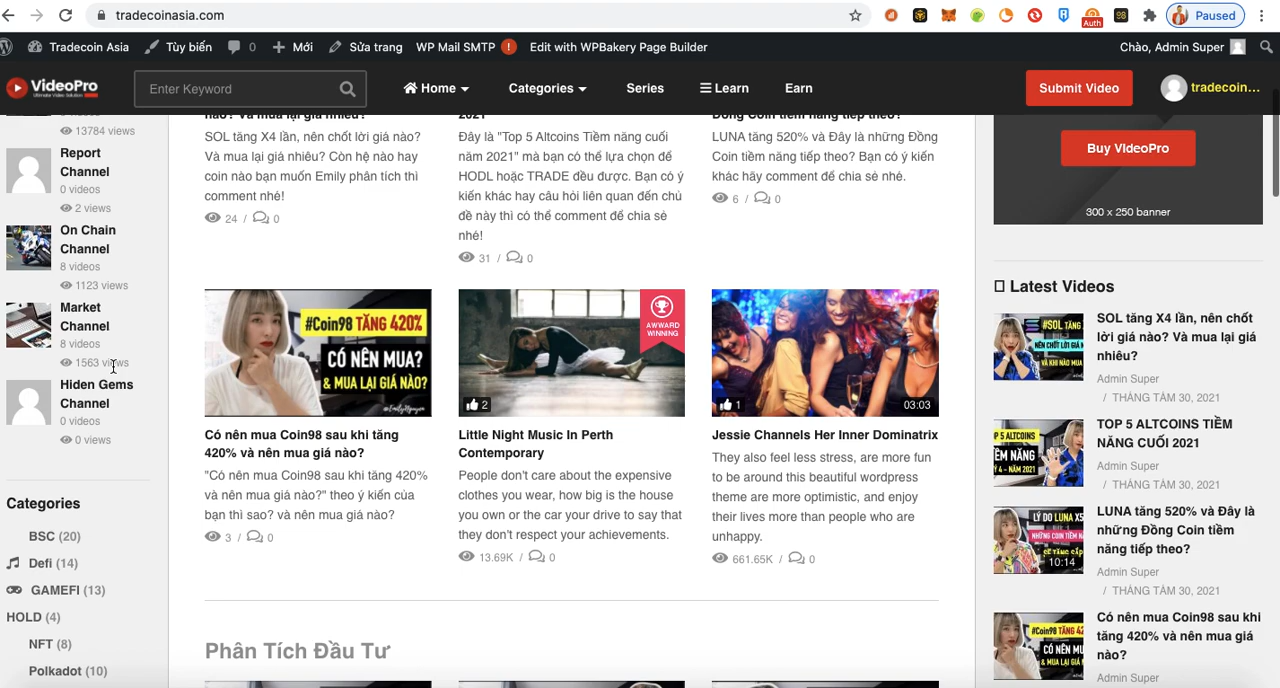 tradecoinasia.com
Paused
Auth
Tradecoin Asia
Tùy biến
0
Mới
Sửa trang
WP Mail SMTP
!
Edit with WPBakery Page Builder
Chào, Admin Super
VideoPro
Enter Keyword
Home
Categories
Series
Learn
Earn
Submit Video
tradecoin...
13784 views
Report
Channel
0 videos
2 views
On Chain
Channel
8 videos
1123 views
Market
Channel
8 videos
1563 views
Hiden Gems
Channel
0 videos
0 views
Categories
BSC (20)
Defi (14)
GAMEFI (13)
HOLD (4)
NFT (8)
Polkadot (10)
SOL tăng X4 lần, nên chốt lời giá nào?
Và mua lại giá nhiêu? Còn hệ nào hay
coin nào bạn muốn Emily phân tích thì
comment nhé!
24 / 0
2021
Đây là "Top 5 Altcoins Tiềm năng cuối
năm 2021" mà bạn có thể lựa chọn để
HODL hoặc TRADE đều được. Bạn có ý
kiến khác hay câu hỏi liên quan đến chủ
đề này thì có thể comment để chia sẻ
nhé!
31 / 0
Đồng Coin tiềm năng tiếp theo?
LUNA tăng 520% và Đây là những Đồng
Coin tiềm năng tiếp theo? Bạn có ý kiến
khác hãy comment để chia sẻ nhé.
6 / 0
#Coin98 TĂNG 420%
CÓ NÊN MUA?
& MUA LẠI GIÁ NÀO?
@EmilyNguyen
Có nên mua Coin98 sau khi tăng
420% và nên mua giá nào?
"Có nên mua Coin98 sau khi tăng 420%
và nên mua giá nào?" theo ý kiến của
bạn thì sao? và nên mua giá nào?
3 / 0
AWWARD
WINNING
2
Little Night Music In Perth
Contemporary
People don't care about the expensive
clothes you wear, how big is the house
you own or the car your drive to say that
they don't respect your achievements.
13.69K / 0
1
03:03
Jessie Channels Her Inner Dominatrix
They also feel less stress, are more fun
to be around this beautiful wordpress
theme are more optimistic, and enjoy
their lives more than people who are
unhappy.
661.65K / 0
Phân Tích Đầu Tư
Buy VideoPro
300 x 250 banner
Latest Videos
SOL tăng X4 lần, nên chốt
lời giá nào? Và mua lại giá
nhiêu?
Admin Super
/ THÁNG TÁM 30, 2021
TOP 5 ALTCOINS TIỀM
NĂNG CUỐI 2021
Admin Super
/ THÁNG TÁM 30, 2021
LUNA tăng 520% và Đây là
những Đồng Coin tiềm
năng tiếp theo?
10:14
Admin Super
/ THÁNG TÁM 30, 2021
Có nên mua Coin98 sau khi
tăng 420% và nên mua giá
nào?
Admin Super